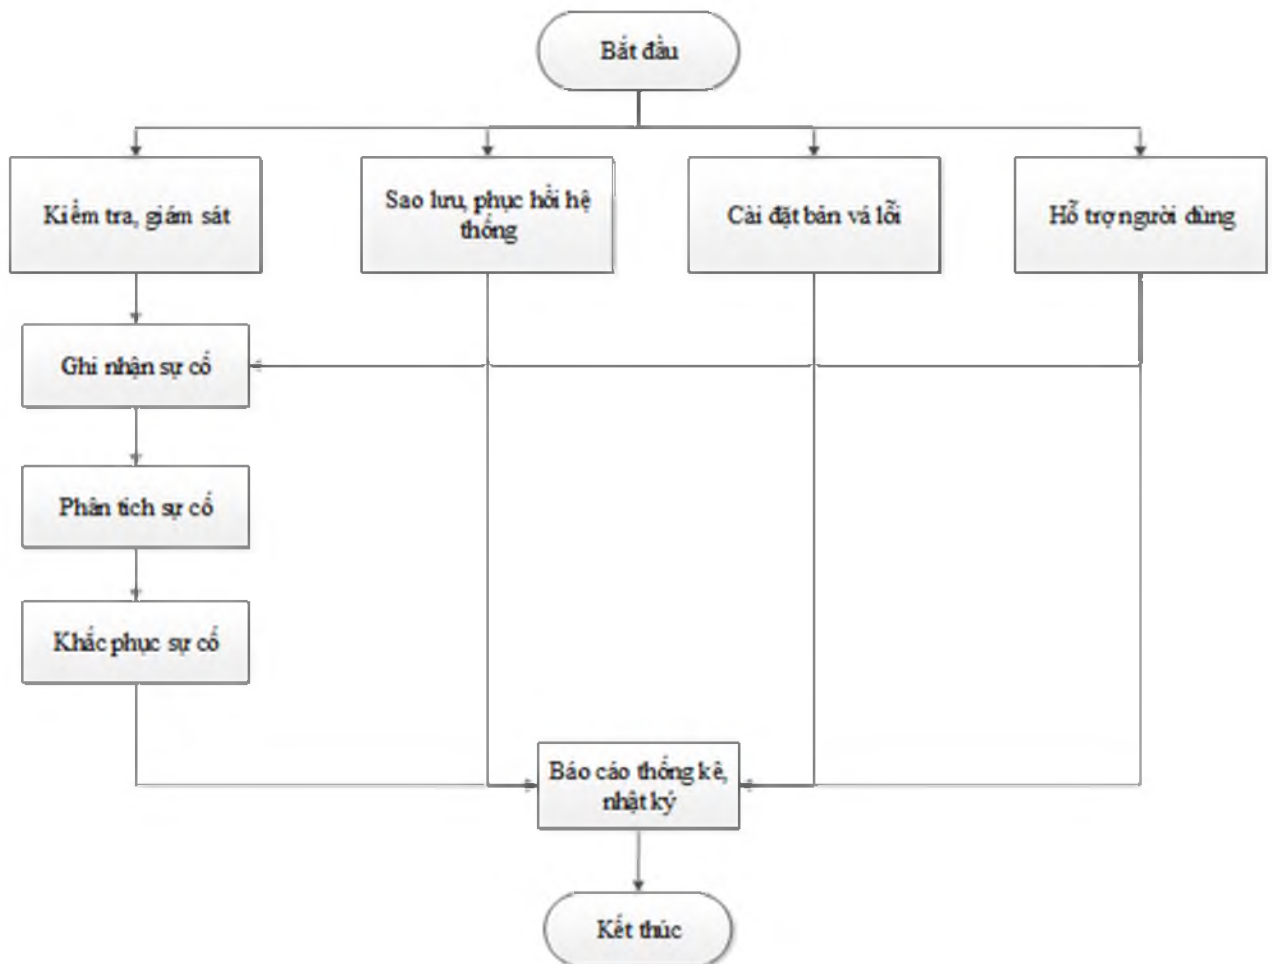 Bắt đầu
Kiểm tra, giám sát
Sao lưu, phục hồi hệ
thống
Cài đặt bản vá lỗi
Hỗ trợ người dùng
Ghi nhận sự cố
Phân tích sự cố
Khắc phục sự cố
Báo cáo thống kê,
nhật ký
Kết thúc